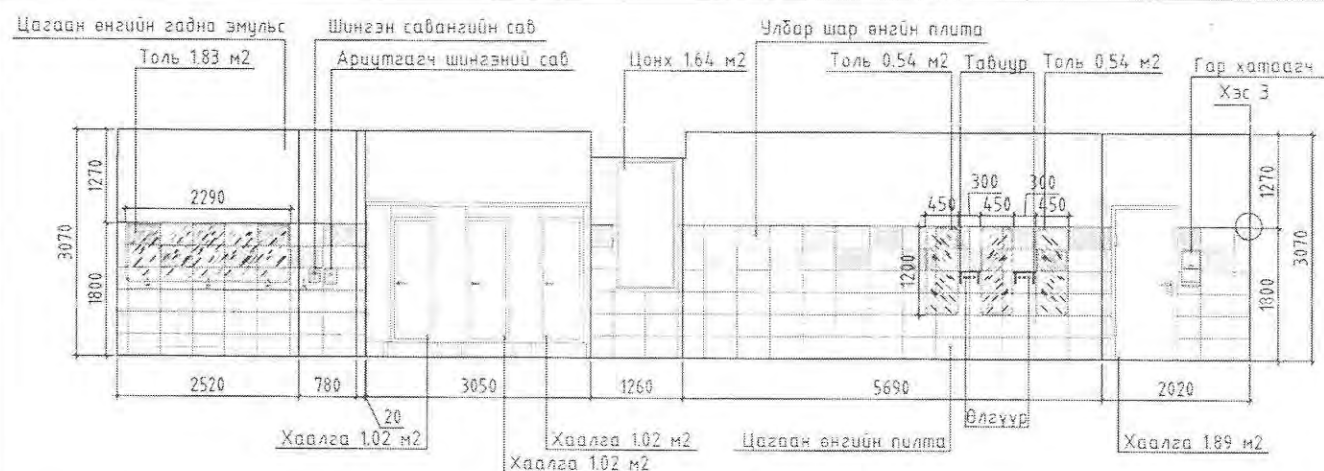 Цагаан өнгийн гадна эмульс
Шингэн савангийн сав
Улбар шар өнгийн плита
Толь 1.83 м2
Ариутгагч шингэний сав
Цонх 1.64 м2
Толь 0.54 м2
Тавиур
Толь 0.54 м2
Гар хатаагч
Хэс 3
3070
1270
1800
2290
300
300
450
450
450
1200
1270
1800
3070
2520
780
20
3050
1260
5690
2020
Хаалга 1.02 м2
Хаалга 1.02 м2
Хаалга 1.02 м2
Цагаан өнгийн пилта
Өлгүүр
Хаалга 1.89 м2